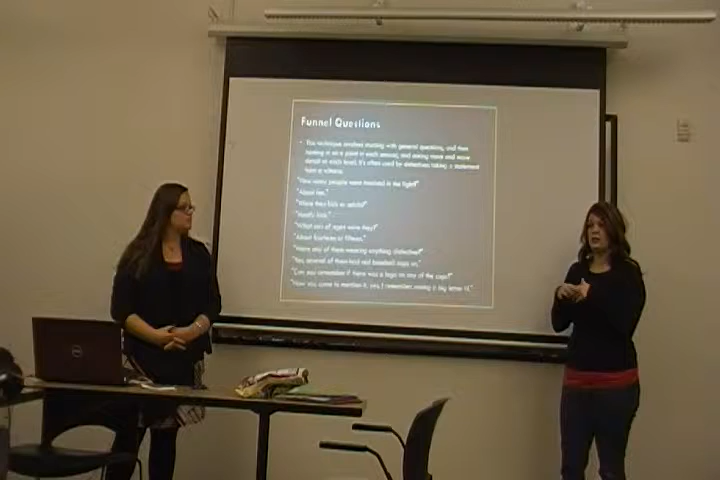 Funnel Questions
• This technique involves starting with general questions, and then
homing in on a point in each answer, and asking more and more
detail at each level. It's often used by detectives taking a statement
from a witness:
"How many people were involved in the fight?"
"About ten."
"Were they kids or adults?"
"Mostly kids."
"What sort of ages were they?"
"About fourteen or fifteen."
"Were any of them wearing anything distinctive?"
"Yes, several of them had red baseball caps on."
"Can you remember if there was a logo on any of the caps?"
"Now you come to mention it, yes, I remember seeing a big letter N."
DELL